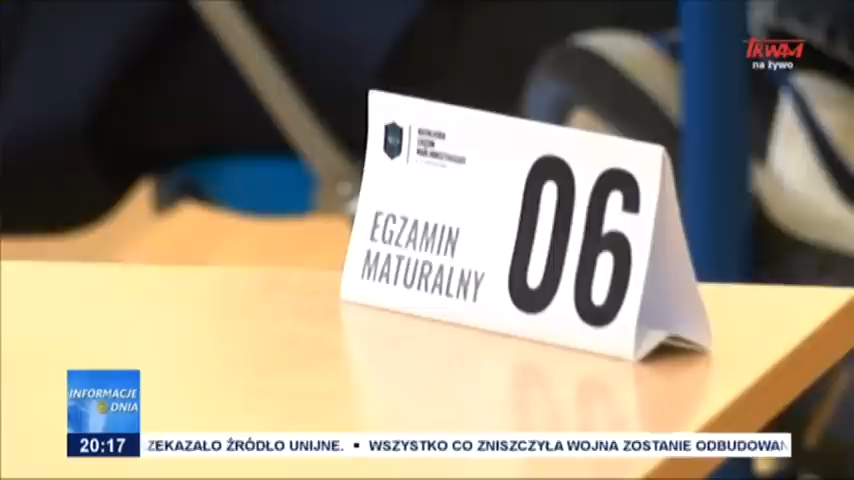 TRWAM
na żywo
EGZAMIN
MATURALNY
06
INFORMACJE
DNIA
20:17
ZEKAZAŁO ŹRÓDŁO UNIJNE. • WSZYSTKO CO ZNISZCZYŁA WOJNA ZOSTANIE ODBUDOWAN